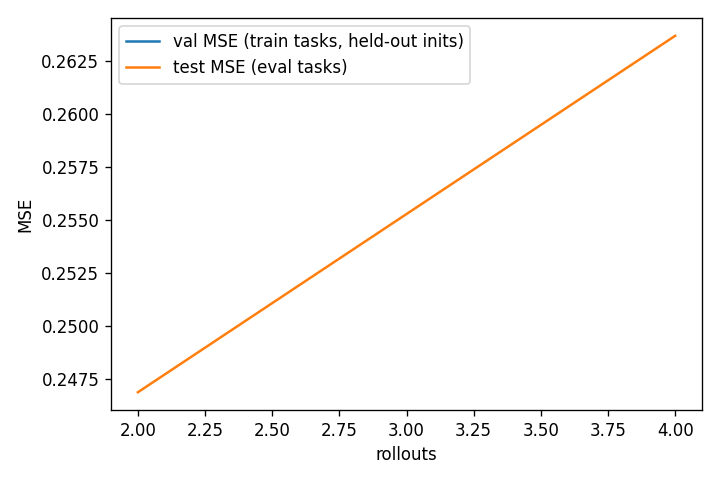 val MSE (train tasks, held-out inits)
test MSE (eval tasks)
0.2625
0.2600
0.2575
0.2550
0.2525
0.2500
0.2475
MSE
2.00 2.25 2.50 2.75 3.00 3.25 3.50 3.75 4.00
rollouts